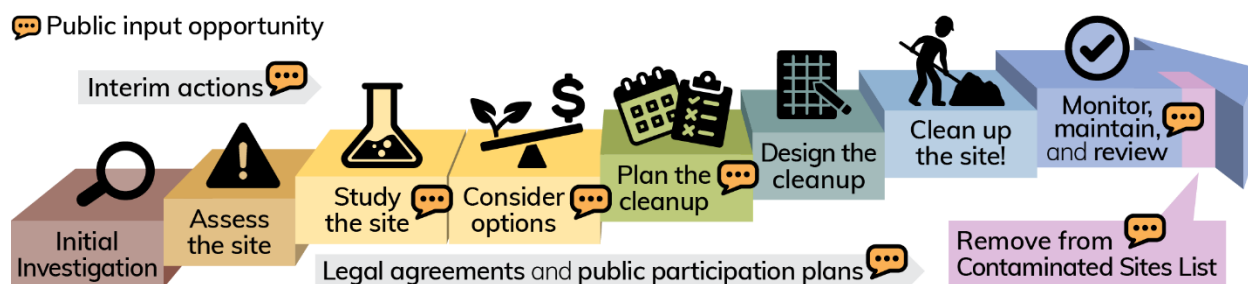 Public input opportunity
Interim actions
Initial
Investigation
Assess
the site
Study
the site
Consider
options
Plan the
cleanup
Design the
cleanup
Clean up
the site!
Monitor,
maintain,
and review
Legal agreements and public participation plans
Remove from
Contaminated Sites List